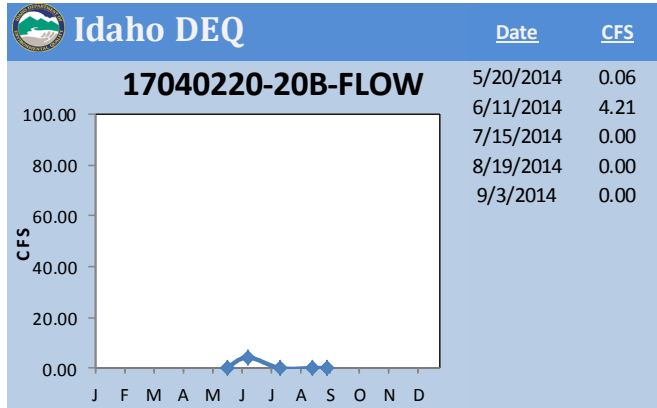 Idaho DEQ
Date CFS
17040220-20B-FLOW
5/20/2014 0.06
6/11/2014 4.21
7/15/2014 0.00
8/19/2014 0.00
9/3/2014 0.00
100.00
80.00
60.00
40.00
20.00
0.00
CFS
J F M A M J J A S O N D